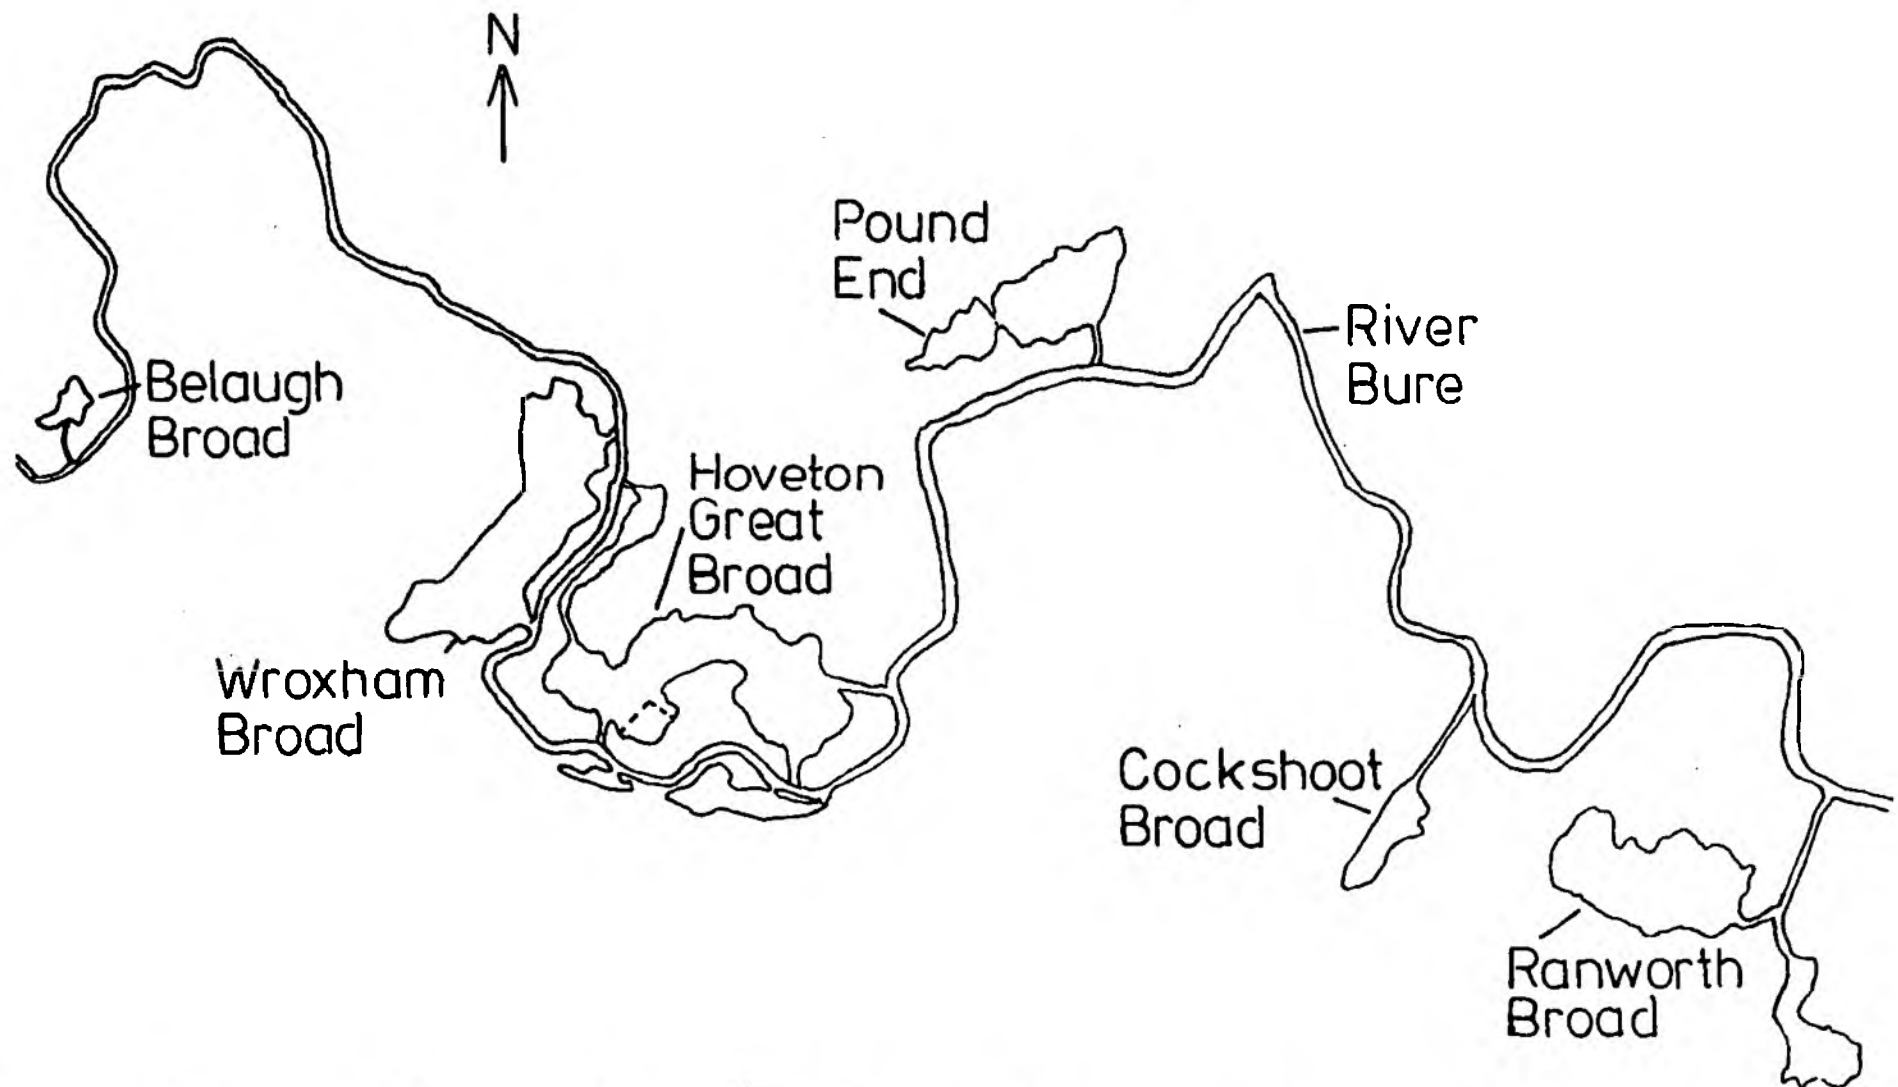 N
Pound
End
River
Bure
Belaugh
Broad
Hoveton
Great
Broad
Wroxham
Broad
Cockshoot
Broad
Ranworth
Broad